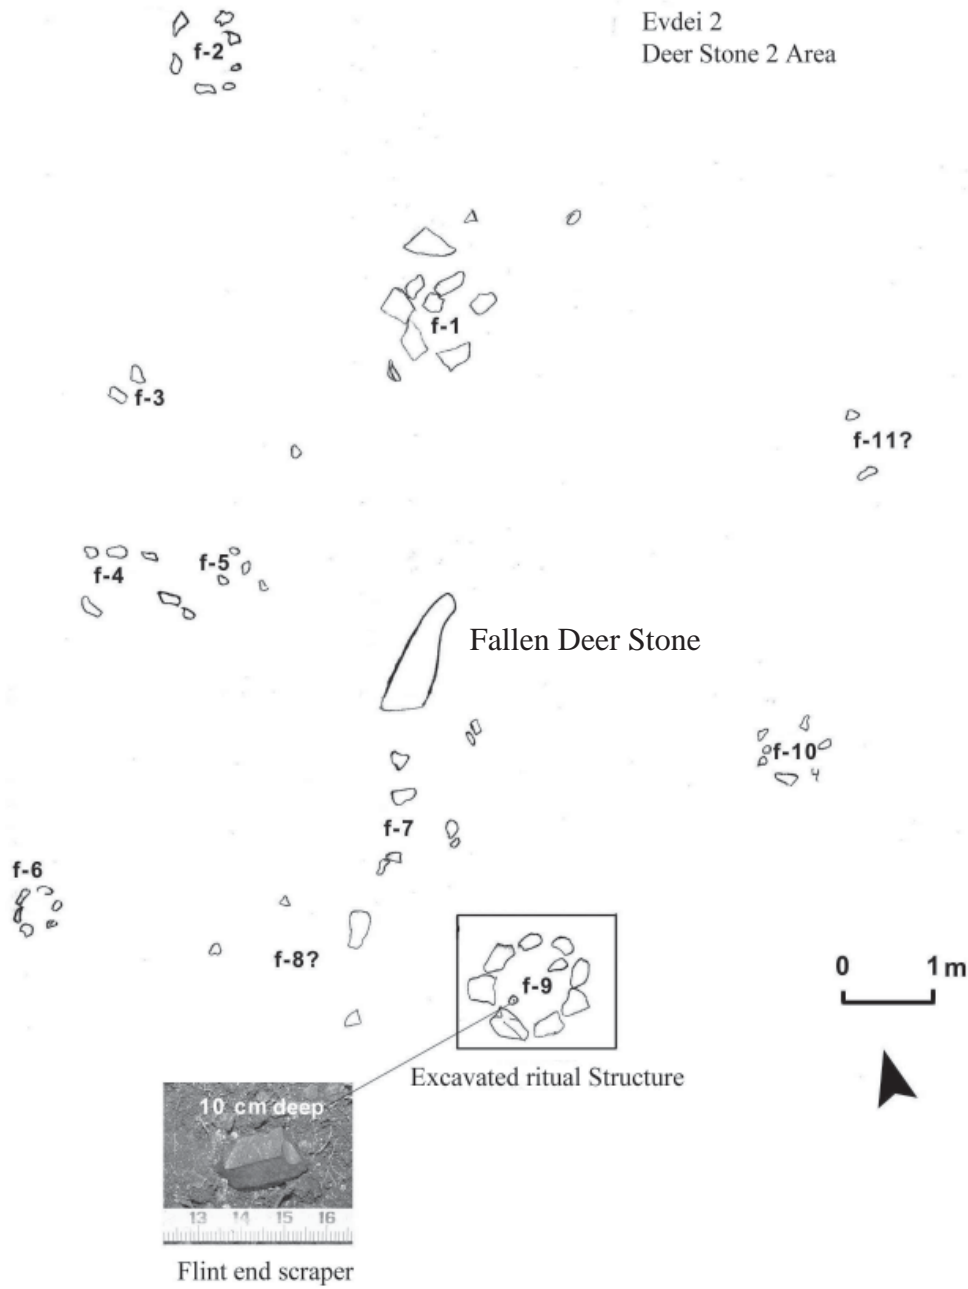 Evdei 2
Deer Stone 2 Area
f-2
f-1
f-3
f-11?
f-5
f-4
Fallen Deer Stone
f-10
f-7
f-6
f-8?
f-9
0 1 m
Excavated ritual Structure
10 cm deep
13 14 15 16
Flint end scraper